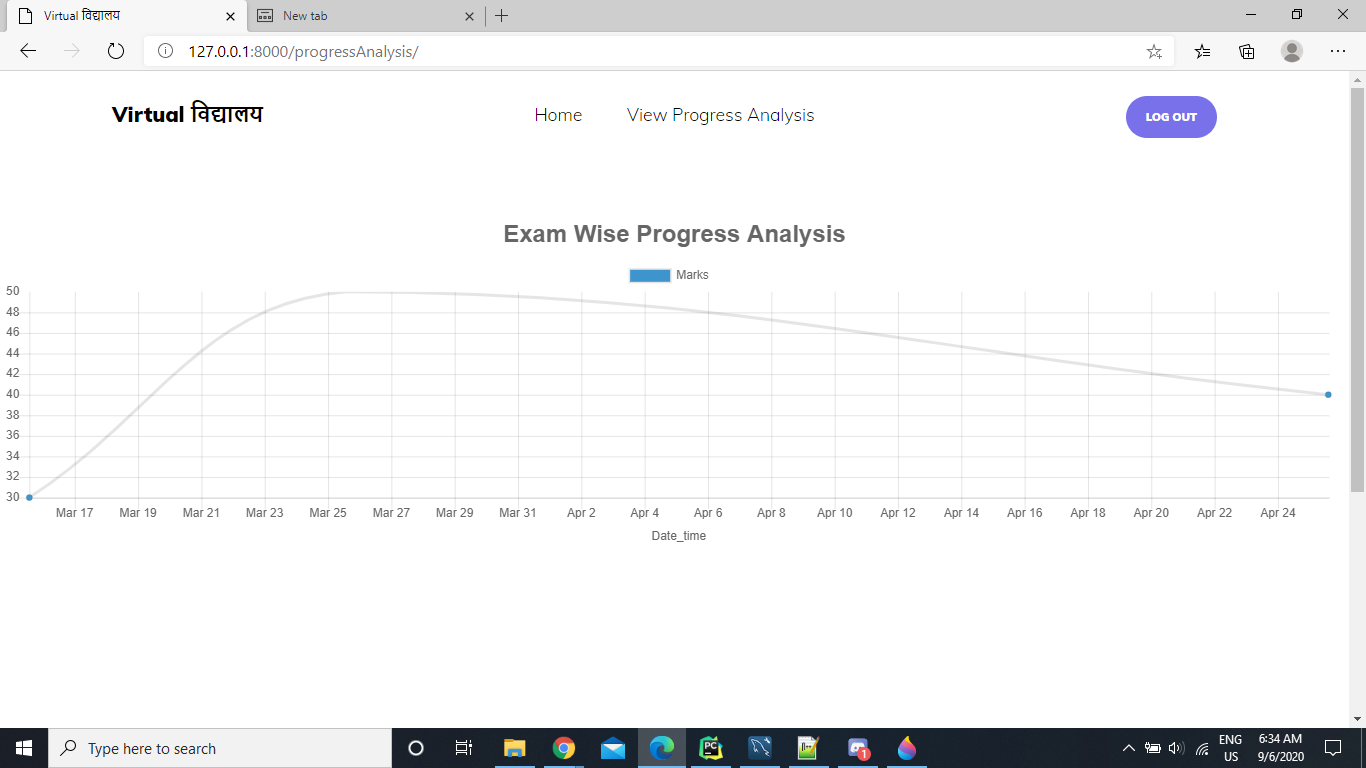 Virtual विद्यालय
New tab
127.0.0.1:8000/progressAnalysis/
Virtual विद्यालय
Home
View Progress Analysis
LOG OUT
Exam Wise Progress Analysis
Marks
50
48
46
44
42
40
38
36
34
32
30
Mar 17 Mar 19 Mar 21 Mar 23 Mar 25 Mar 27 Mar 29 Mar 31 Apr 2 Apr 4 Apr 6 Apr 8 Apr 10 Apr 12 Apr 14 Apr 16 Apr 18 Apr 20 Apr 22 Apr 24
Date_time
Type here to search
PC
1
ENG
US
6:34 AM
9/6/2020